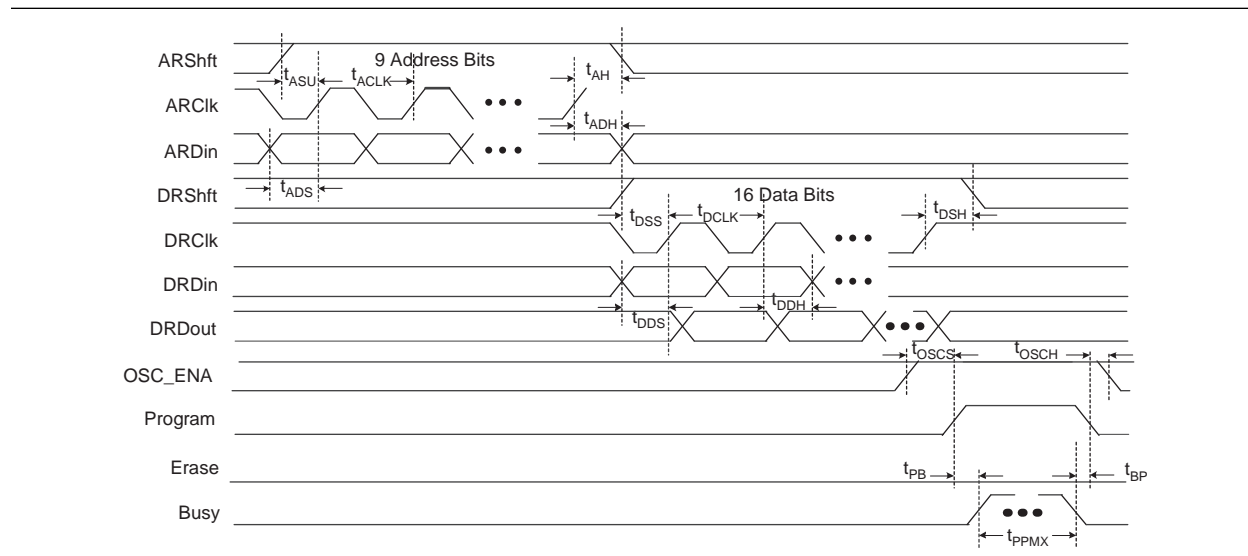 ARShft
9 Address Bits
tASU
tACLK
tAH
ARClk
tADH
ARDin
tADS
DRShft
16 Data Bits
tDSS
tDCLK
tDSH
DRClk
DRDin
tDDS
tDDH
DRDout
tOSCS
tOSCH
OSC_ENA
Program
Erase
tPB
tBP
Busy
tPPMX